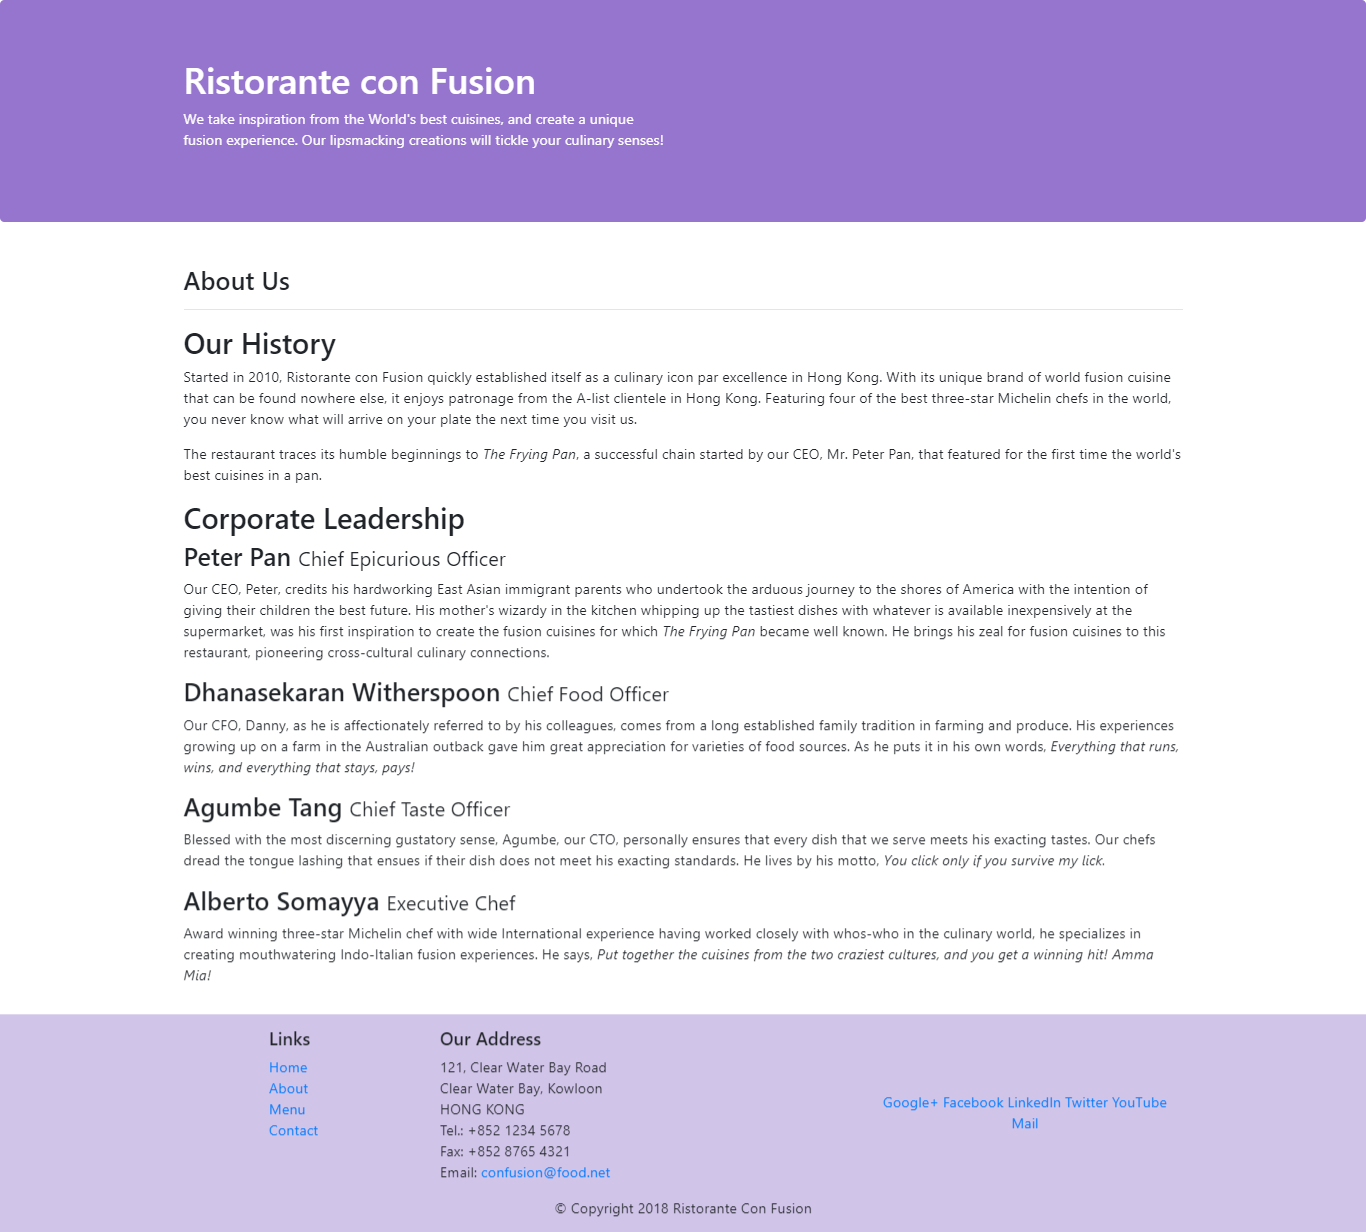 Ristorante con Fusion
We take inspiration from the World's best cuisines, and create a unique
fusion experience. Our lipsmacking creations will tickle your culinary senses!
About Us
Our History
Started in 2010, Ristorante con Fusion quickly established itself as a culinary icon par excellence in Hong Kong. With its unique brand of world fusion cuisine
that can be found nowhere else, it enjoys patronage from the A-list clientele in Hong Kong. Featuring four of the best three-star Michelin chefs in the world,
you never know what will arrive on your plate the next time you visit us.
The restaurant traces its humble beginnings to The Frying Pan, a successful chain started by our CEO, Mr. Peter Pan, that featured for the first time the world's
best cuisines in a pan.
Corporate Leadership
Peter Pan Chief Epicurious Officer
Our CEO, Peter, credits his hardworking East Asian immigrant parents who undertook the arduous journey to the shores of America with the intention of
giving their children the best future. His mother's wizardy in the kitchen whipping up the tastiest dishes with whatever is available inexpensively at the
supermarket, was his first inspiration to create the fusion cuisines for which The Frying Pan became well known. He brings his zeal for fusion cuisines to this
restaurant, pioneering cross-cultural culinary connections.
Dhanasekaran Witherspoon Chief Food Officer
Our CFO, Danny, as he is affectionately referred to by his colleagues, comes from a long established family tradition in farming and produce. His experiences
growing up on a farm in the Australian outback gave him great appreciation for varieties of food sources. As he puts it in his own words, Everything that runs,
wins, and everything that stays, pays!
Agumbe Tang Chief Taste Officer
Blessed with the most discerning gustatory sense, Agumbe, our CTO, personally ensures that every dish that we serve meets his exacting tastes. Our chefs
dread the tongue lashing that ensues if their dish does not meet his exacting standards. He lives by his motto, You click only if you survive my lick.
Alberto Somayya Executive Chef
Award winning three-star Michelin chef with wide International experience having worked closely with whos-who in the culinary world, he specializes in
creating mouthwatering Indo-Italian fusion experiences. He says, Put together the cuisines from the two craziest cultures, and you get a winning hit! Amma
Mia!
Links
Home
About
Menu
Contact
Our Address
121, Clear Water Bay Road
Clear Water Bay, Kowloon
HONG KONG
Tel.: +852 1234 5678
Fax: +852 8765 4321
Email: confusion@food.net
Google+ Facebook LinkedIn Twitter YouTube
Mail
© Copyright 2018 Ristorante Con Fusion